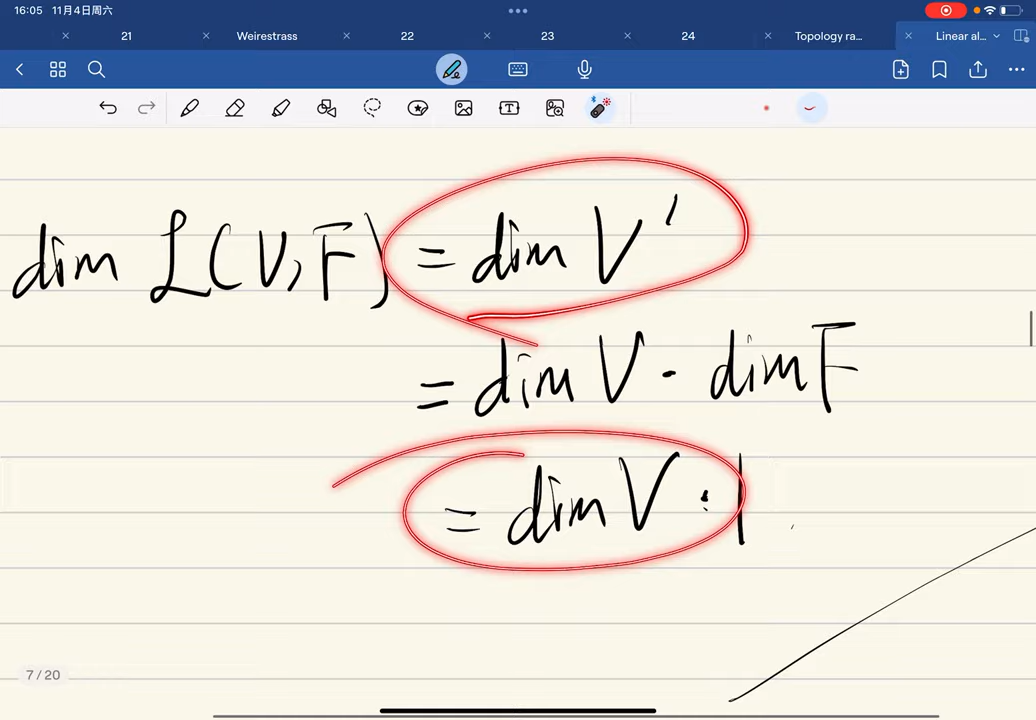 16:05 11月4日周六
21 Weirestrass 22 23 24 Topology ra... Linear al...
T
dim ℒ(V, F) = dim V'
= dim V · dim F
= dim V · 1
7 / 20